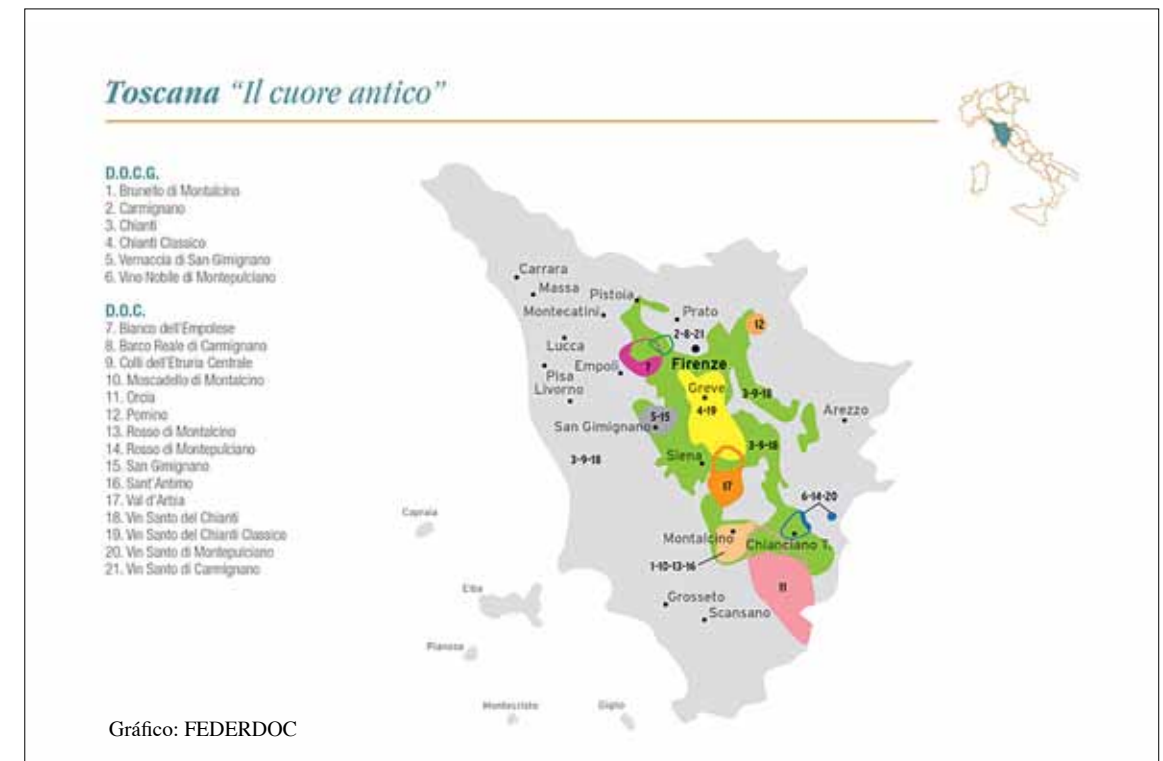 Toscana “Il cuore antico”
D.O.C.G.
1. Brunello di Montalcino
2. Carmignano
3. Chianti
4. Chianti Classico
5. Vernaccia di San Gimignano
6. Vino Nobile di Montepulciano
D.O.C.
7. Bianco dell'Empolese
8. Barco Reale di Carmignano
9. Colli dell'Etruria Centrale
10. Moscadello di Montalcino
11. Orcia
12. Pomino
13. Rosso di Montalcino
14. Rosso di Montepulciano
15. San Gimignano
16. Sant'Antimo
17. Val d'Arbia
18. Vin Santo del Chianti
19. Vin Santo del Chianti Classico
20. Vin Santo di Montepulciano
21. Vin Santo di Carmignano
Carrara
Massa
Pistoia
Montecatini
Prato
2-8-21
12
Lucca
Firenze
Empoli
7
Pisa
Livorno
Greve
3-9-18
4-19
5-15
Arezzo
San Gimignano
3-9-18
Siena
3-9-18
17
6-14-20
Capraia
Montalcino
Chianciano T.
1-10-13-16
11
Elba
Grosseto
Scansano
Pianosa
Montecristo
Giglio
Gráfico: FEDERDOC